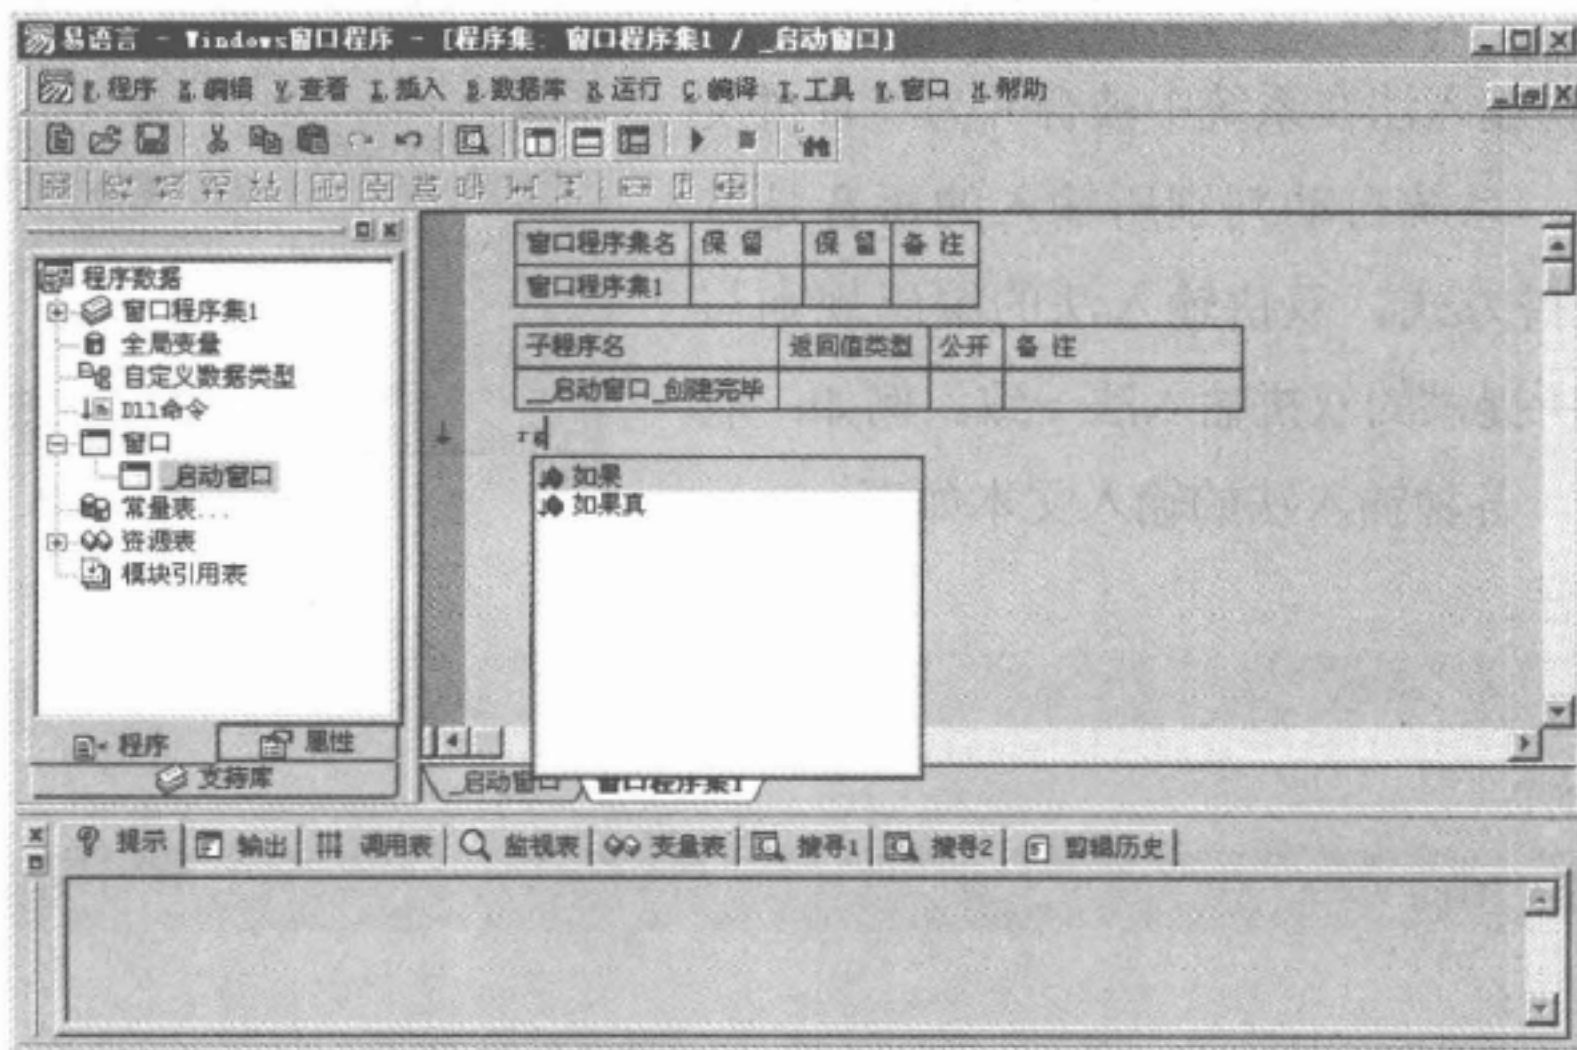 易语言 - Windows窗口程序 - [程序集: 窗口程序集1 / _启动窗口]
程序 编辑 V.查看 I.插入 数据库 运行 C.编译 T.工具 窗口 H.帮助
窗口程序集名 保 留 保 留 备 注
窗口程序集1
子程序名 返回值类型 公开 备 注
__启动窗口_创建完毕
rg
如果
如果真
程序数据
窗口程序集1
全局变量
自定义数据类型
Dll命令
窗口
_启动窗口
常量表...
资源表
模块引用表
程序 属性
支持库
_启动窗口 窗口程序集1
提示 输出 调用表 监视表 变量表 搜寻1 搜寻2 剪辑历史